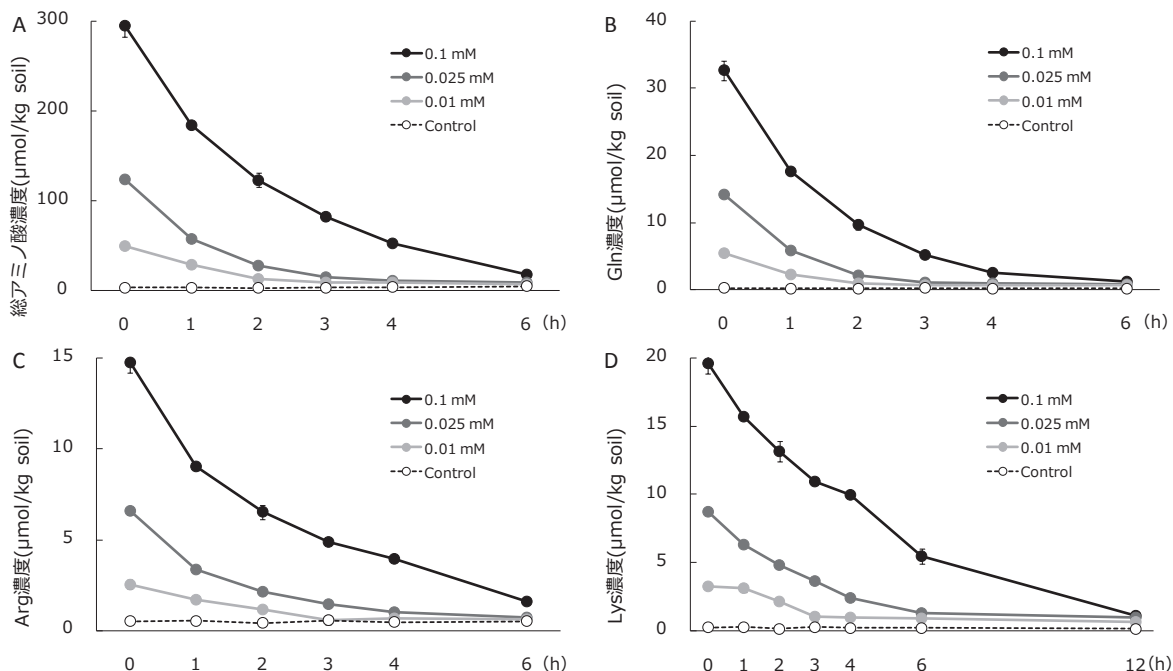 A
300
200
100
0
総アミノ酸濃度(μmol/kg soil)
0.1 mM
0.025 mM
0.01 mM
Control
0 1 2 3 4 6 (h)
B
40
30
20
10
0
Gln濃度(μmol/kg soil)
0.1 mM
0.025 mM
0.01 mM
Control
0 1 2 3 4 6 (h)
C
15
10
5
0
Arg濃度(μmol/kg soil)
0.1 mM
0.025 mM
0.01 mM
Control
0 1 2 3 4 6 (h)
D
20
15
10
5
0
Lys濃度(μmol/kg soil)
0.1 mM
0.025 mM
0.01 mM
Control
0 1 2 3 4 6 12(h)